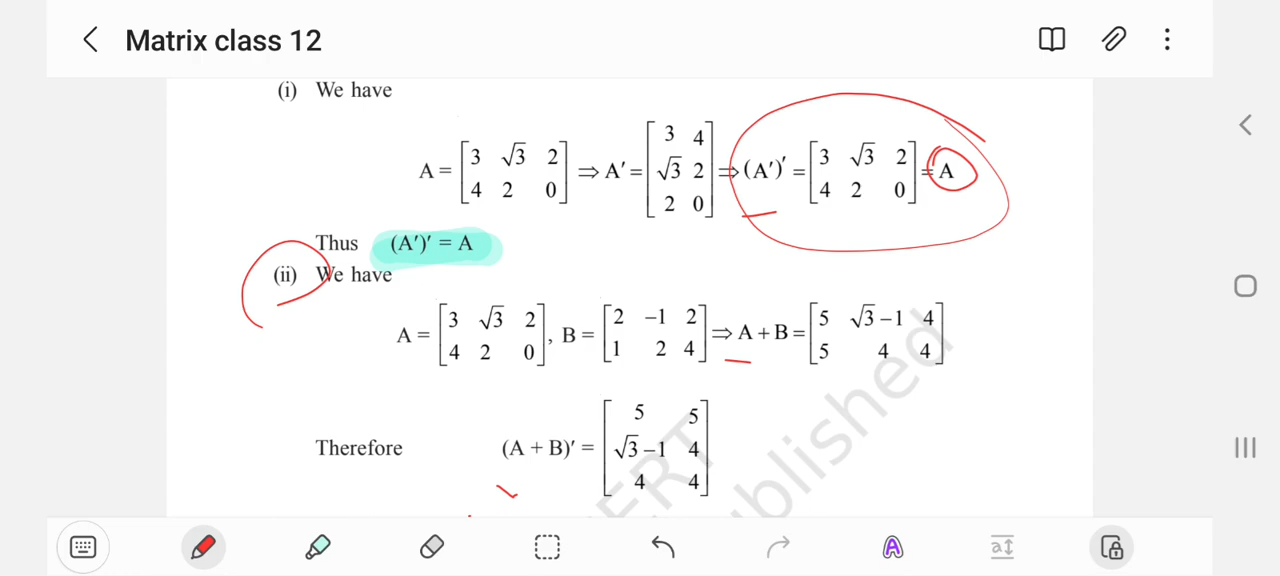 Matrix class 12
(i) We have
A = [3 √3 2; 4 2 0] ⇒ A′ = [3 4; √3 2; 2 0] ⇒ (A′)′ = [3 √3 2; 4 2 0] = A
Thus (A′)′ = A
(ii) We have
A = [3 √3 2; 4 2 0], B = [2 −1 2; 1 2 4] ⇒ A + B = [5 √3 −1 4; 5 4 4]
Therefore (A + B)′ = [5 5; √3 −1 4; 4 4]
ERT
ublished
A a